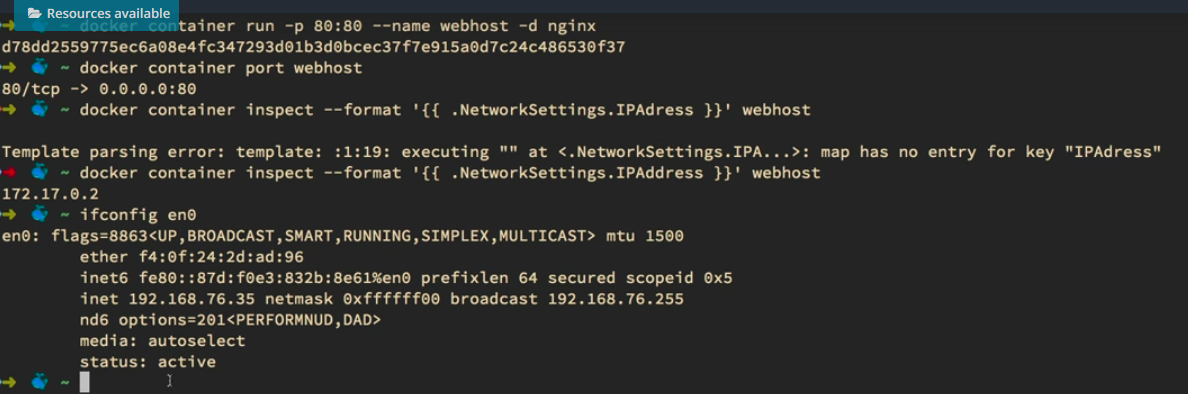 Resources available
~ docker container run -p 80:80 --name webhost -d nginx
d78dd2559775ec6a08e4fc347293d01b3d0bcec37f7e915a0d7c24c486530f37
~ docker container port webhost
80/tcp -> 0.0.0.0:80
~ docker container inspect --format '{{ .NetworkSettings.IPAdress }}' webhost
Template parsing error: template: :1:19: executing "" at <.NetworkSettings.IPA...>: map has no entry for key "IPAdress"
~ docker container inspect --format '{{ .NetworkSettings.IPAddress }}' webhost
172.17.0.2
~ ifconfig en0
en0: flags=8863<UP,BROADCAST,SMART,RUNNING,SIMPLEX,MULTICAST> mtu 1500
ether f4:0f:24:2d:ad:96
inet6 fe80::87d:f0e3:832b:8e61%en0 prefixlen 64 secured scopeid 0x5
inet 192.168.76.35 netmask 0xffffff00 broadcast 192.168.76.255
nd6 options=201<PERFORMNUD,DAD>
media: autoselect
status: active
~